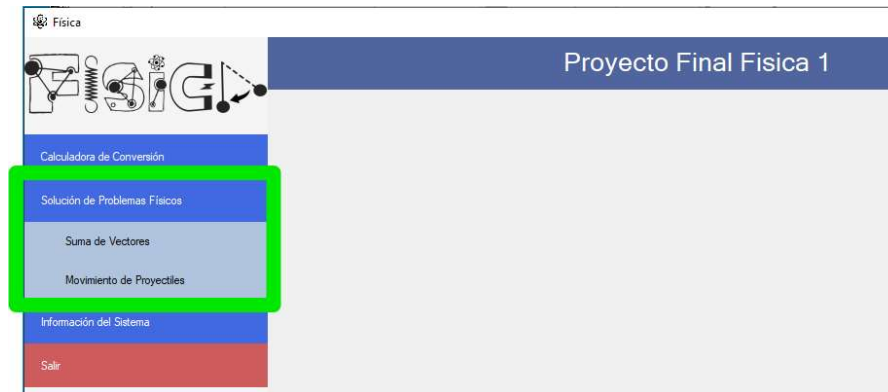 Física
Física
Proyecto Final Fisica 1
Calculadora de Conversión
Solución de Problemas Físicos
Suma de Vectores
Movimiento de Proyectiles
Información del Sistema
Salir